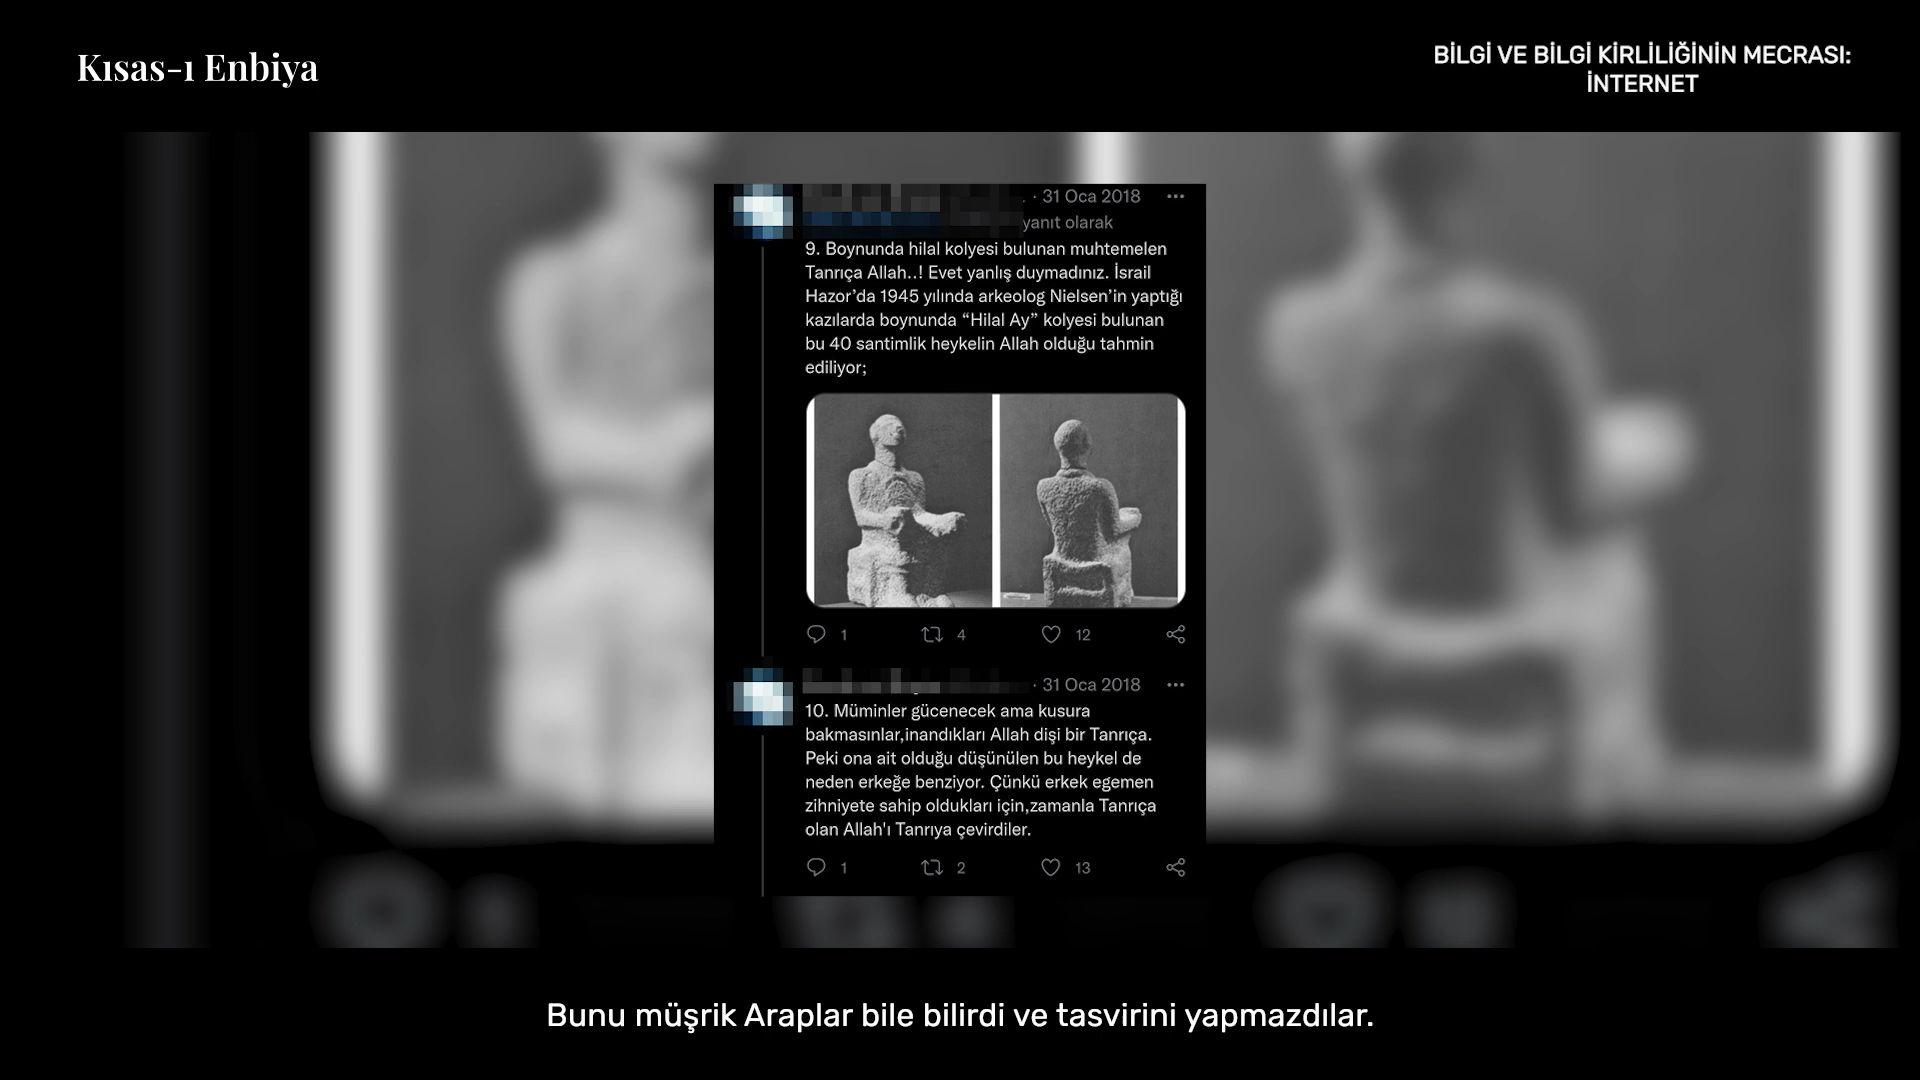 Kısas-ı Enbiya
BİLGİ VE BİLGİ KİRLİLİĞİNİN MECRASI:
İNTERNET
. · 31 Oca 2018
yanıt olarak
9. Boynunda hilal kolyesi bulunan muhtemelen
Tanrıça Allah..! Evet yanlış duymadınız. İsrail
Hazor’da 1945 yılında arkeolog Nielsen’in yaptığı
kazılarda boynunda “Hilal Ay” kolyesi bulunan
bu 40 santimlik heykelin Allah olduğu tahmin
ediliyor;
1 4 12
· 31 Oca 2018
10. Müminler gücenecek ama kusura
bakmasınlar,inandıkları Allah dişi bir Tanrıça.
Peki ona ait olduğu düşünülen bu heykel de
neden erkeğe benziyor. Çünkü erkek egemen
zihniyete sahip oldukları için,zamanla Tanrıça
olan Allah'ı Tanrıya çevirdiler.
1 2 13
Bunu müşrik Araplar bile bilirdi ve tasvirini yapmazdılar.